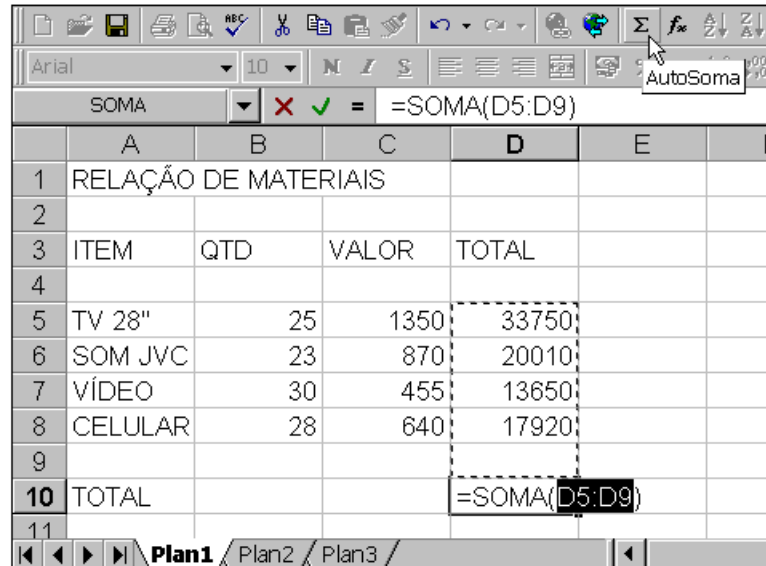 ABC Σ fx A Z Z A
Arial 10 N I S
AutoSoma
SOMA = =SOMA(D5:D9)
A B C D E
1 RELAÇÃO DE MATERIAIS
2
3 ITEM QTD VALOR TOTAL
4
5 TV 28" 25 1350 33750
6 SOM JVC 23 870 20010
7 VÍDEO 30 455 13650
8 CELULAR 28 640 17920
9
10 TOTAL =SOMA(D5:D9)
11
Plan1 Plan2 Plan3